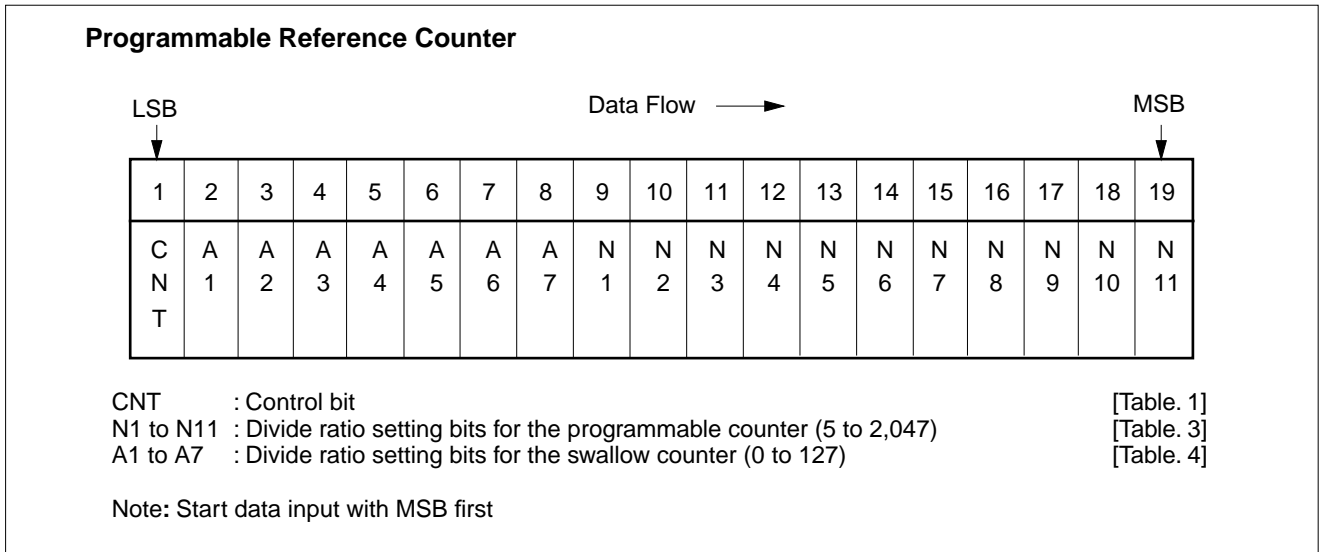 Programmable Reference Counter
LSB Data Flow MSB
1 2 3 4 5 6 7 8 9 10 11 12 13 14 15 16 17 18 19
C A A A A A A A N N N N N N N N N N N
N 1 2 3 4 5 6 7 1 2 3 4 5 6 7 8 9 10 11
T
CNT : Control bit [Table. 1]
N1 to N11 : Divide ratio setting bits for the programmable counter (5 to 2,047) [Table. 3]
A1 to A7 : Divide ratio setting bits for the swallow counter (0 to 127) [Table. 4]
Note: Start data input with MSB first